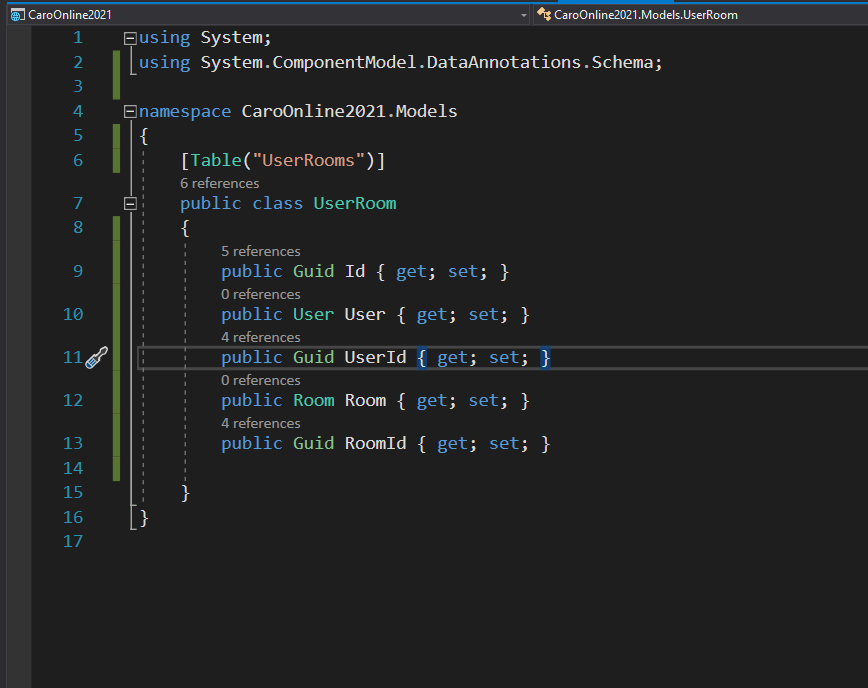 CaroOnline2021 CaroOnline2021.Models.UserRoom
1 using System;
2 using System.ComponentModel.DataAnnotations.Schema;
3
4 namespace CaroOnline2021.Models
5 {
6 [Table("UserRooms")]
6 references
7 public class UserRoom
8 {
5 references
9 public Guid Id { get; set; }
0 references
10 public User User { get; set; }
4 references
11 public Guid UserId { get; set; }
0 references
12 public Room Room { get; set; }
4 references
13 public Guid RoomId { get; set; }
14
15 }
16 }
17